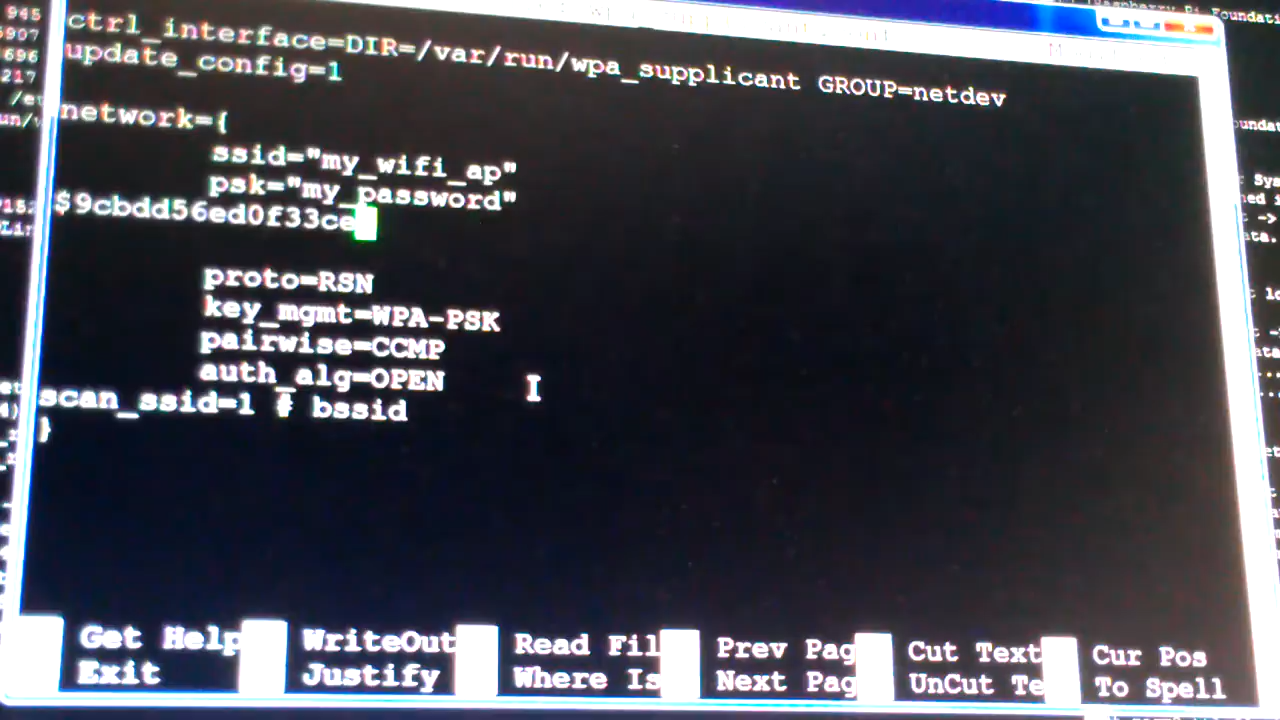 ctrl_interface=DIR=/var/run/wpa_supplicant GROUP=netdev
update_config=1
network={
ssid="my_wifi_ap"
psk="my_password"
$9cbdd56ed0f33ce
proto=RSN
key_mgmt=WPA-PSK
pairwise=CCMP
auth_alg=OPEN
scan_ssid=1 # bssid
}
Get Help WriteOut Read Fil Prev Pag Cut Text Cur Pos
Exit Justify Where Is Next Pag UnCut Te To Spell